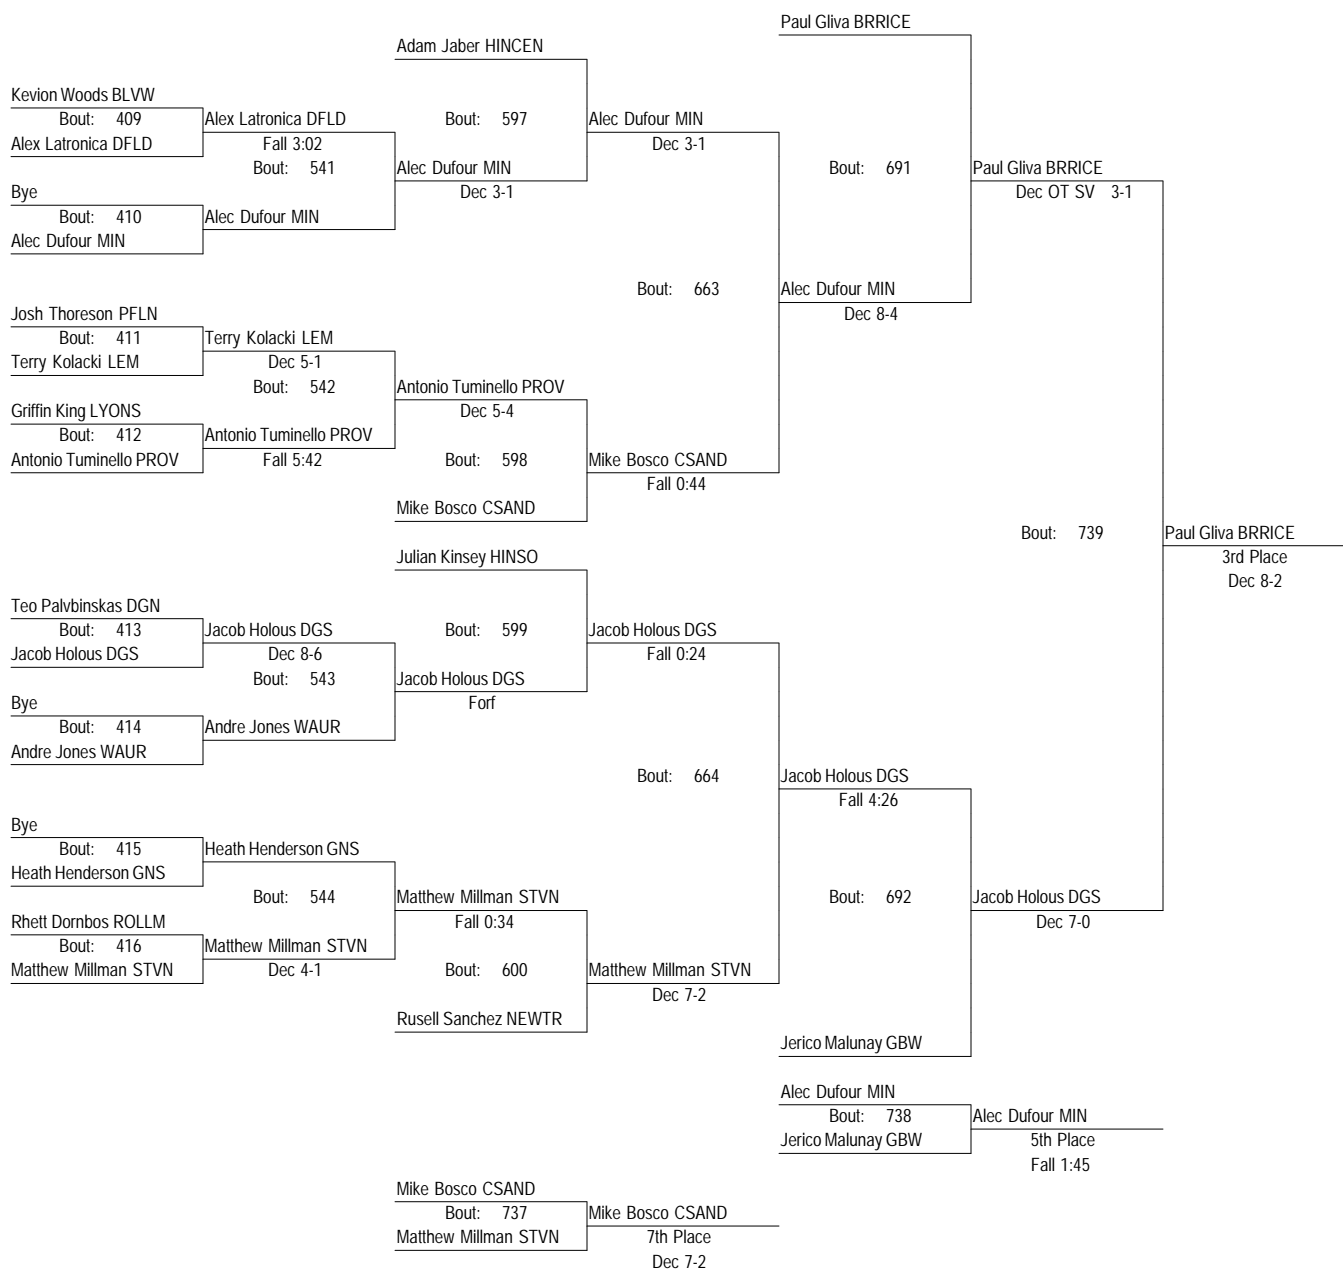 Paul Gliva BRRICE
Adam Jaber HINCEN
Kevion Woods BLVW
Bout: 409
Alex Latronica DFLD
Alex Latronica DFLD
Fall 3:02
Bout: 541
Bout: 597
Alec Dufour MIN
Dec 3-1
Alec Dufour MIN
Dec 3-1
Bout: 691
Paul Gliva BRRICE
Dec OT SV 3-1
Bye
Bout: 410
Alec Dufour MIN
Alec Dufour MIN
Bout: 663
Alec Dufour MIN
Dec 8-4
Josh Thoreson PFLN
Bout: 411
Terry Kolacki LEM
Terry Kolacki LEM
Dec 5-1
Bout: 542
Antonio Tuminello PROV
Dec 5-4
Griffin King LYONS
Bout: 412
Antonio Tuminello PROV
Antonio Tuminello PROV
Fall 5:42
Bout: 598
Mike Bosco CSAND
Fall 0:44
Mike Bosco CSAND
Bout: 739
Paul Gliva BRRICE
3rd Place
Dec 8-2
Julian Kinsey HINSO
Teo Palvbinskas DGN
Bout: 413
Jacob Holous DGS
Jacob Holous DGS
Dec 8-6
Bout: 543
Bout: 599
Jacob Holous DGS
Fall 0:24
Jacob Holous DGS
Forf
Bye
Bout: 414
Andre Jones WAUR
Andre Jones WAUR
Bout: 664
Jacob Holous DGS
Fall 4:26
Bye
Bout: 415
Heath Henderson GNS
Heath Henderson GNS
Bout: 544
Matthew Millman STVN
Fall 0:34
Bout: 692
Jacob Holous DGS
Dec 7-0
Rhett Dornbos ROLLM
Bout: 416
Matthew Millman STVN
Matthew Millman STVN
Dec 4-1
Bout: 600
Matthew Millman STVN
Dec 7-2
Rusell Sanchez NEWTR
Jerico Malunay GBW
Alec Dufour MIN
Bout: 738
Jerico Malunay GBW
Alec Dufour MIN
5th Place
Fall 1:45
Mike Bosco CSAND
Bout: 737
Matthew Millman STVN
Mike Bosco CSAND
7th Place
Dec 7-2